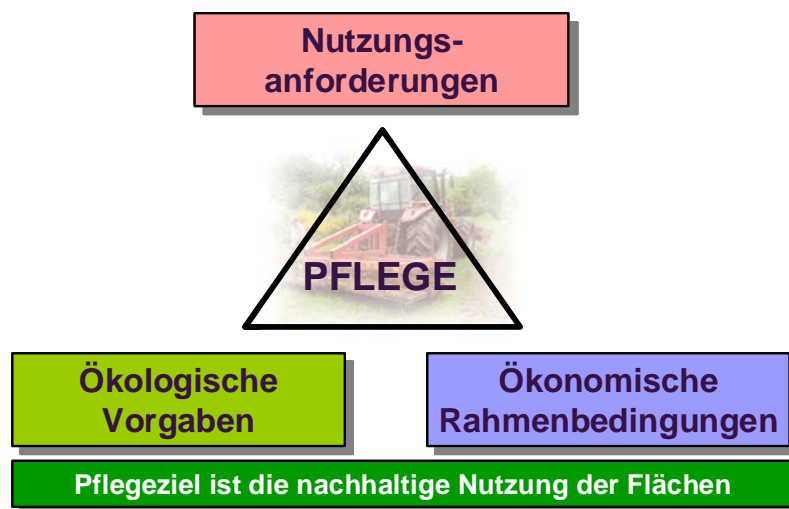 Nutzungs-
anforderungen
PFLEGE
Ökologische
Vorgaben
Ökonomische
Rahmenbedingungen
Pflegeziel ist die nachhaltige Nutzung der Flächen